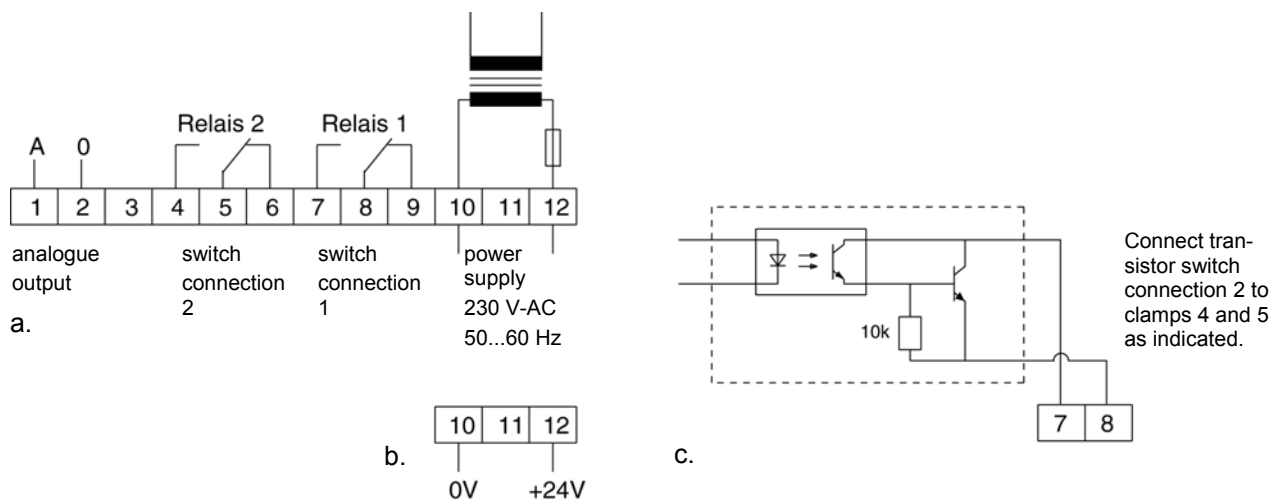 Relais 2
Relais 1
A
0
1 2 3 4 5 6 7 8 9 10 11 12
analogue
output
switch
connection
2
switch
connection
1
power
supply
230 V-AC
50...60 Hz
a.
10 11 12
b.
0V
+24V
10k
7 8
c.
Connect tran-
sistor switch
connection 2 to
clamps 4 and 5
as indicated.